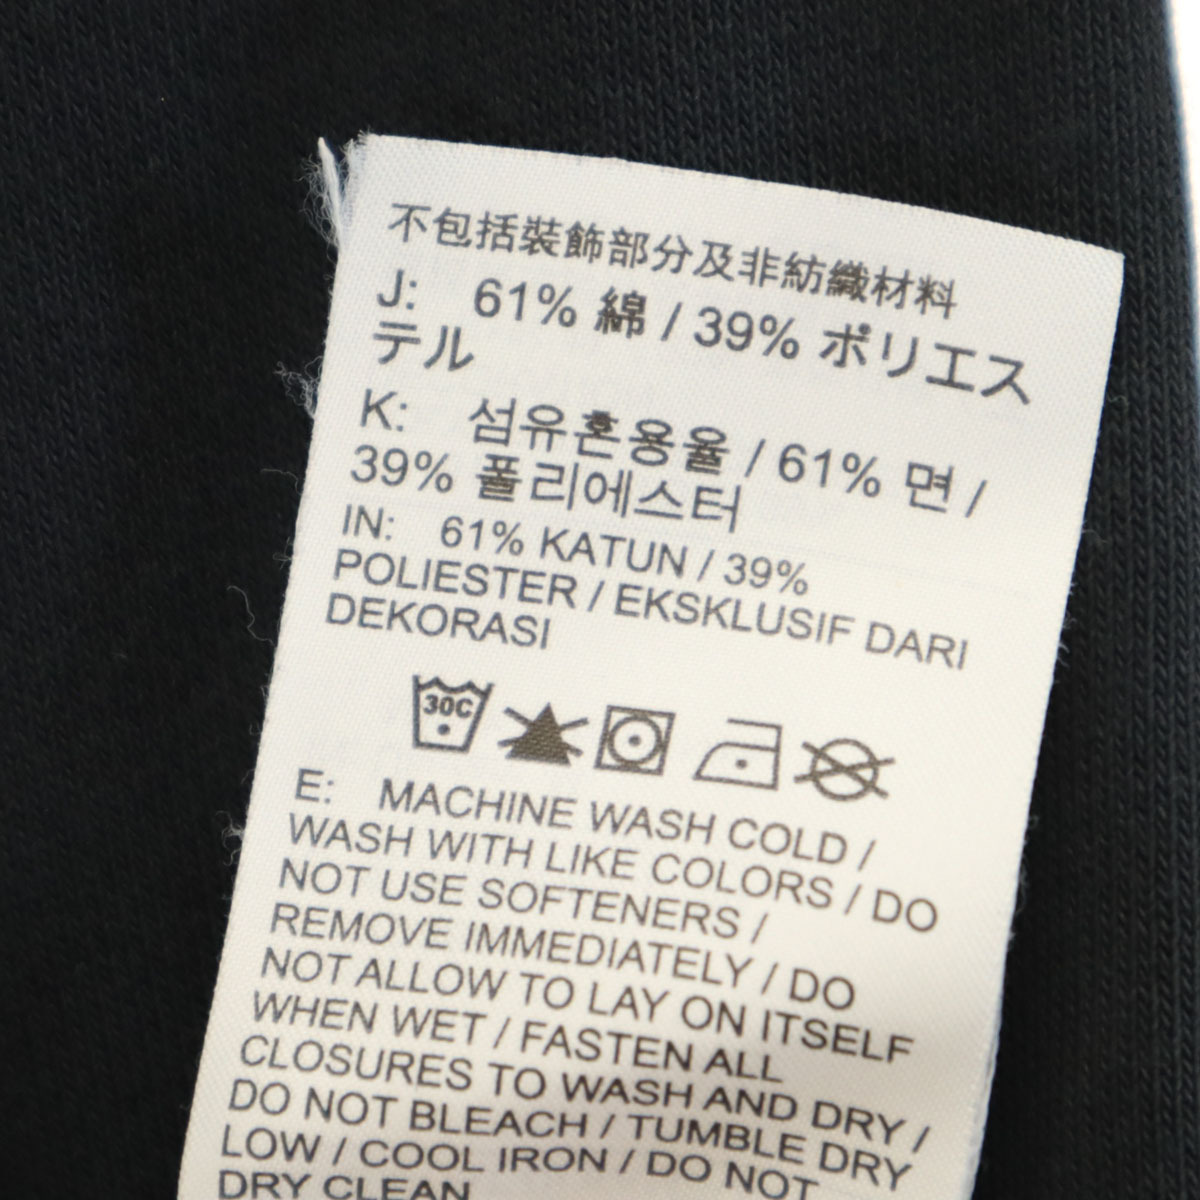 不包括裝飾部分及非紡織材料
J: 61% 綿 / 39% ポリエス
テル
K: 섬유혼용율 / 61% 면 /
39% 폴리에스터
IN: 61% KATUN / 39%
POLIESTER / EKSKLUSIF DARI
DEKORASI
30C
E: MACHINE WASH COLD /
WASH WITH LIKE COLORS / DO
NOT USE SOFTENERS /
REMOVE IMMEDIATELY / DO
NOT ALLOW TO LAY ON ITSELF
WHEN WET / FASTEN ALL
CLOSURES TO WASH AND DRY /
DO NOT BLEACH / TUMBLE DRY
LOW / COOL IRON / DO NOT
DRY CLEAN